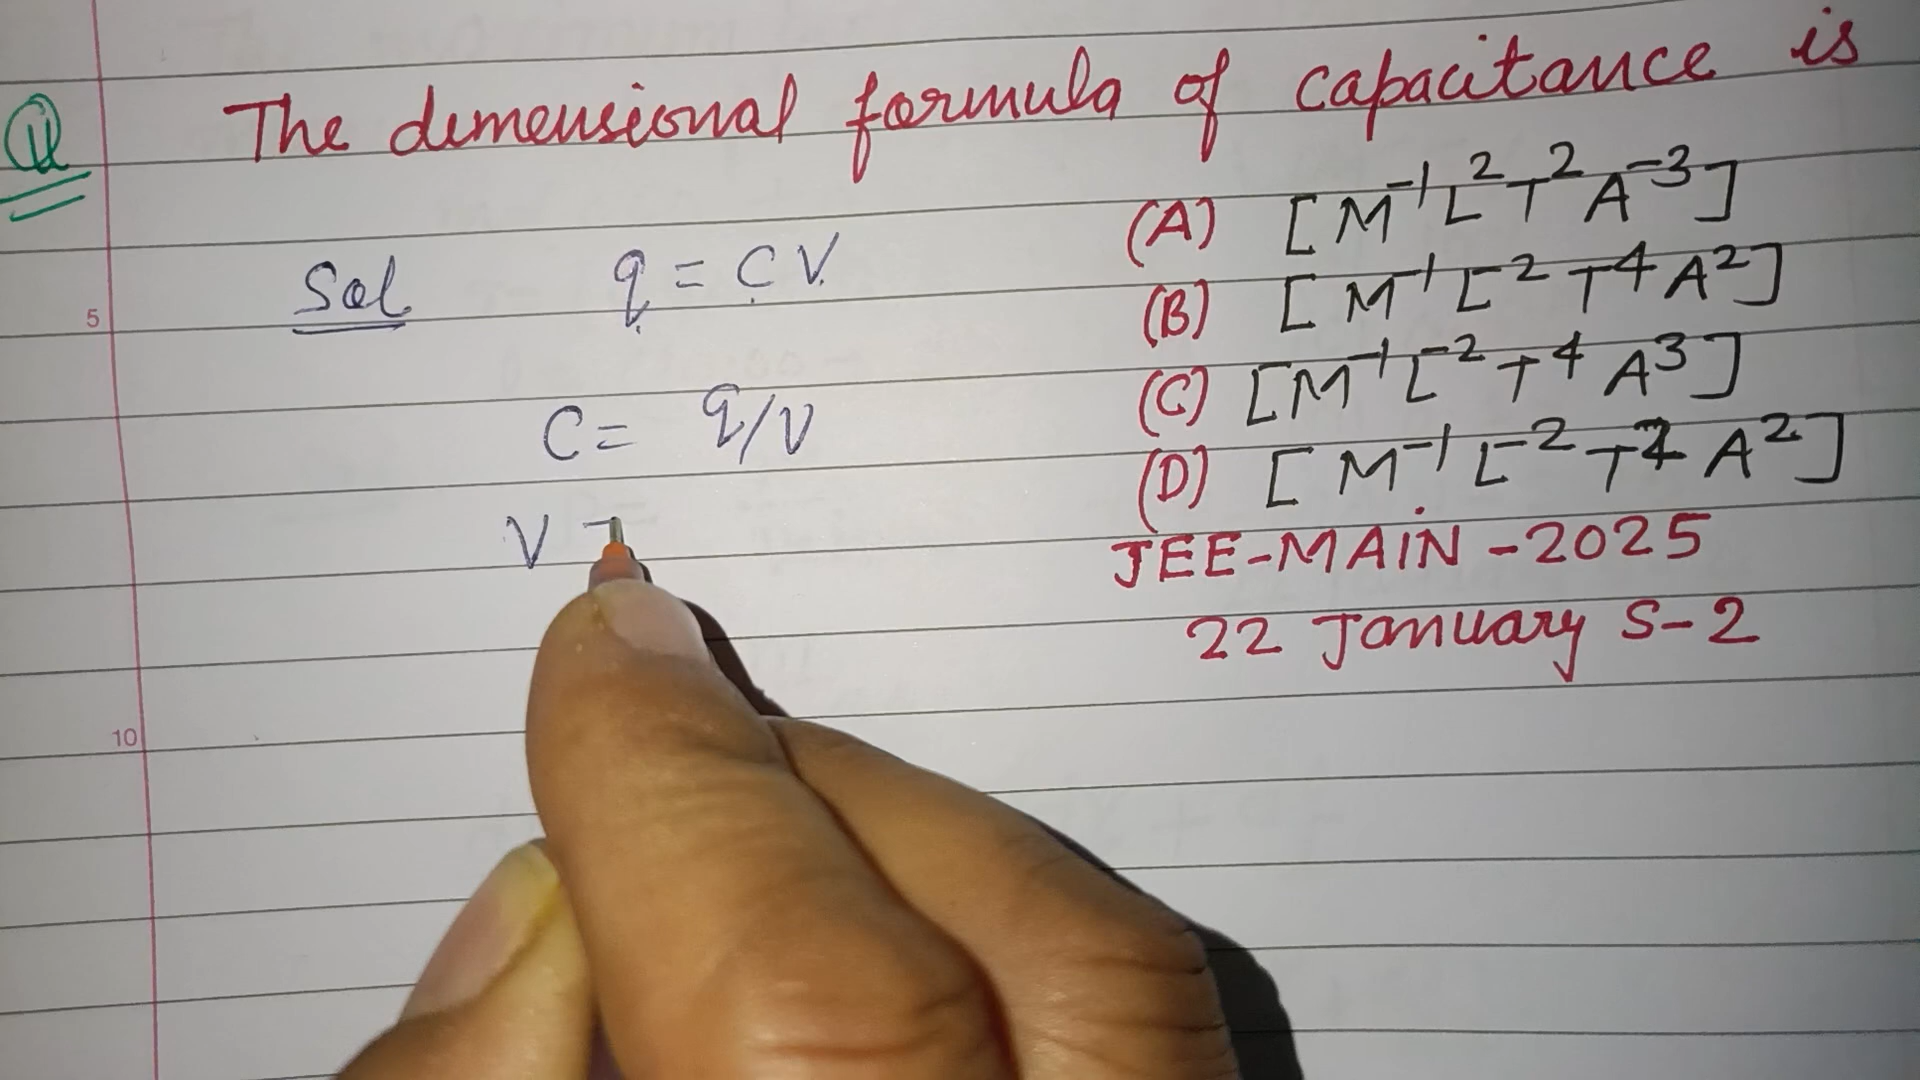 Q The dimensional formula of capacitance is
(A) [M⁻¹L²T²A⁻³]
(B) [M⁻¹L⁻²T⁴A²]
(C) [M⁻¹L⁻²T⁴A³]
(D) [M⁻¹L⁻²T²A²]
JEE-MAIN-2025
22 January S-2
Sol q = CV
C = q/V
V =
5
10